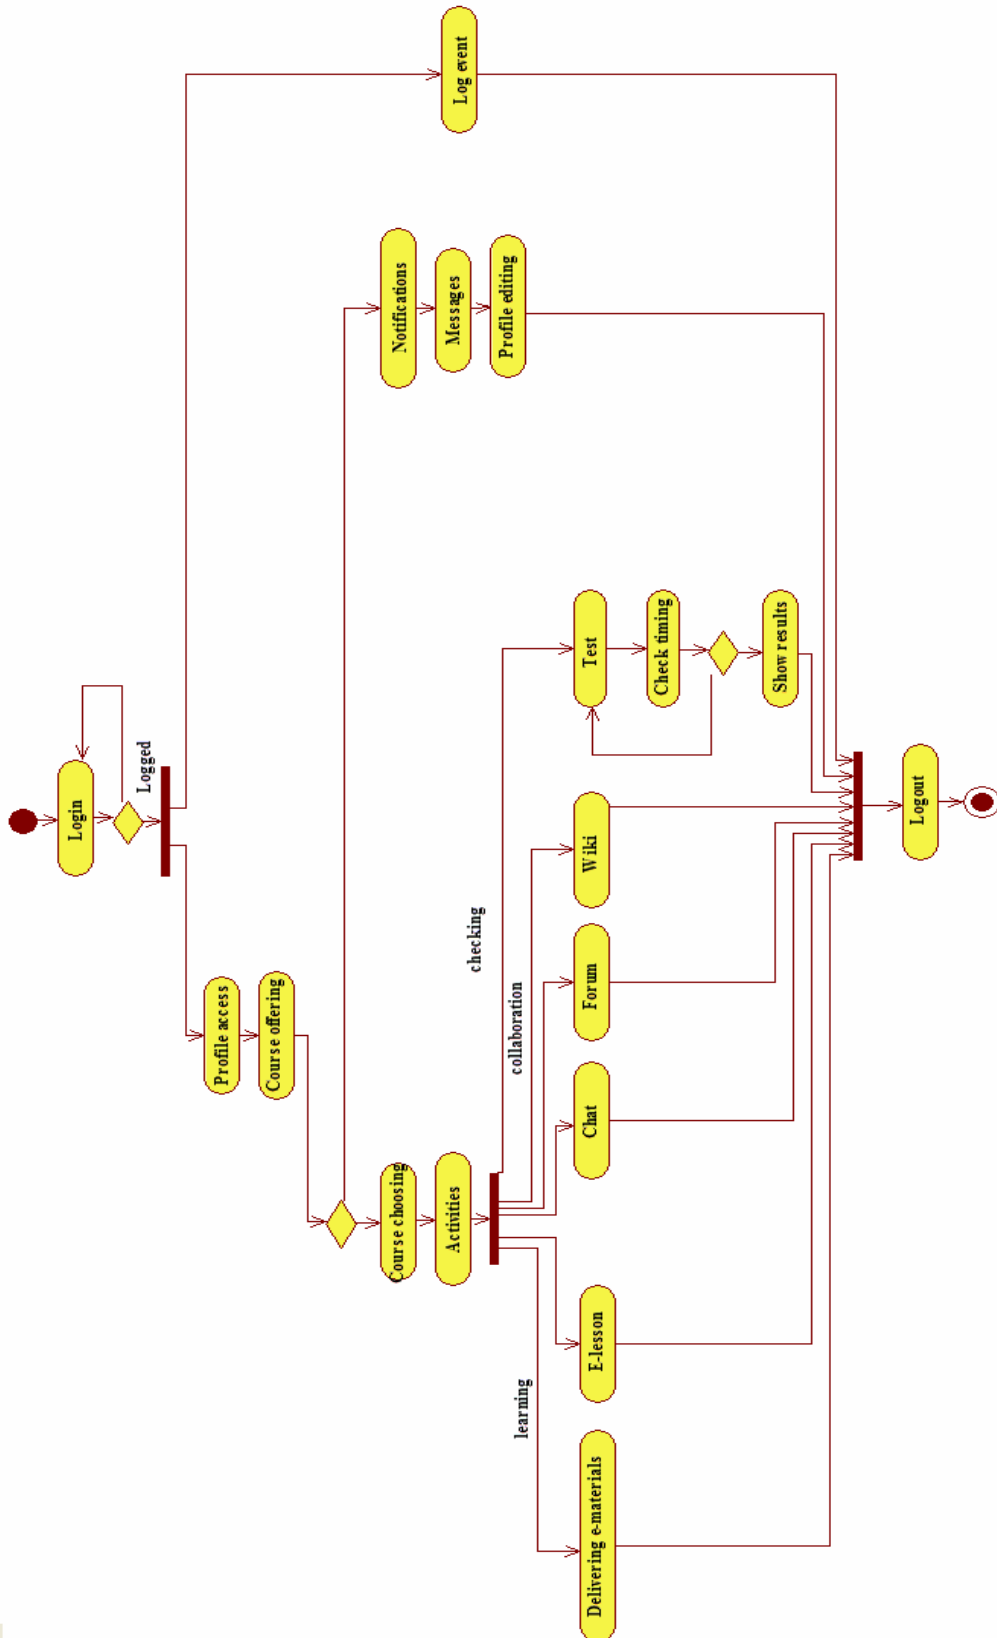 Login
Logged
Log event
Profile access
Course offering
Notifications
Messages
Profile editing
Course choosing
Activities
checking
collaboration
learning
Test
Check timing
Show results
Wiki
Forum
Chat
E-lesson
Delivering e-materials
Logout